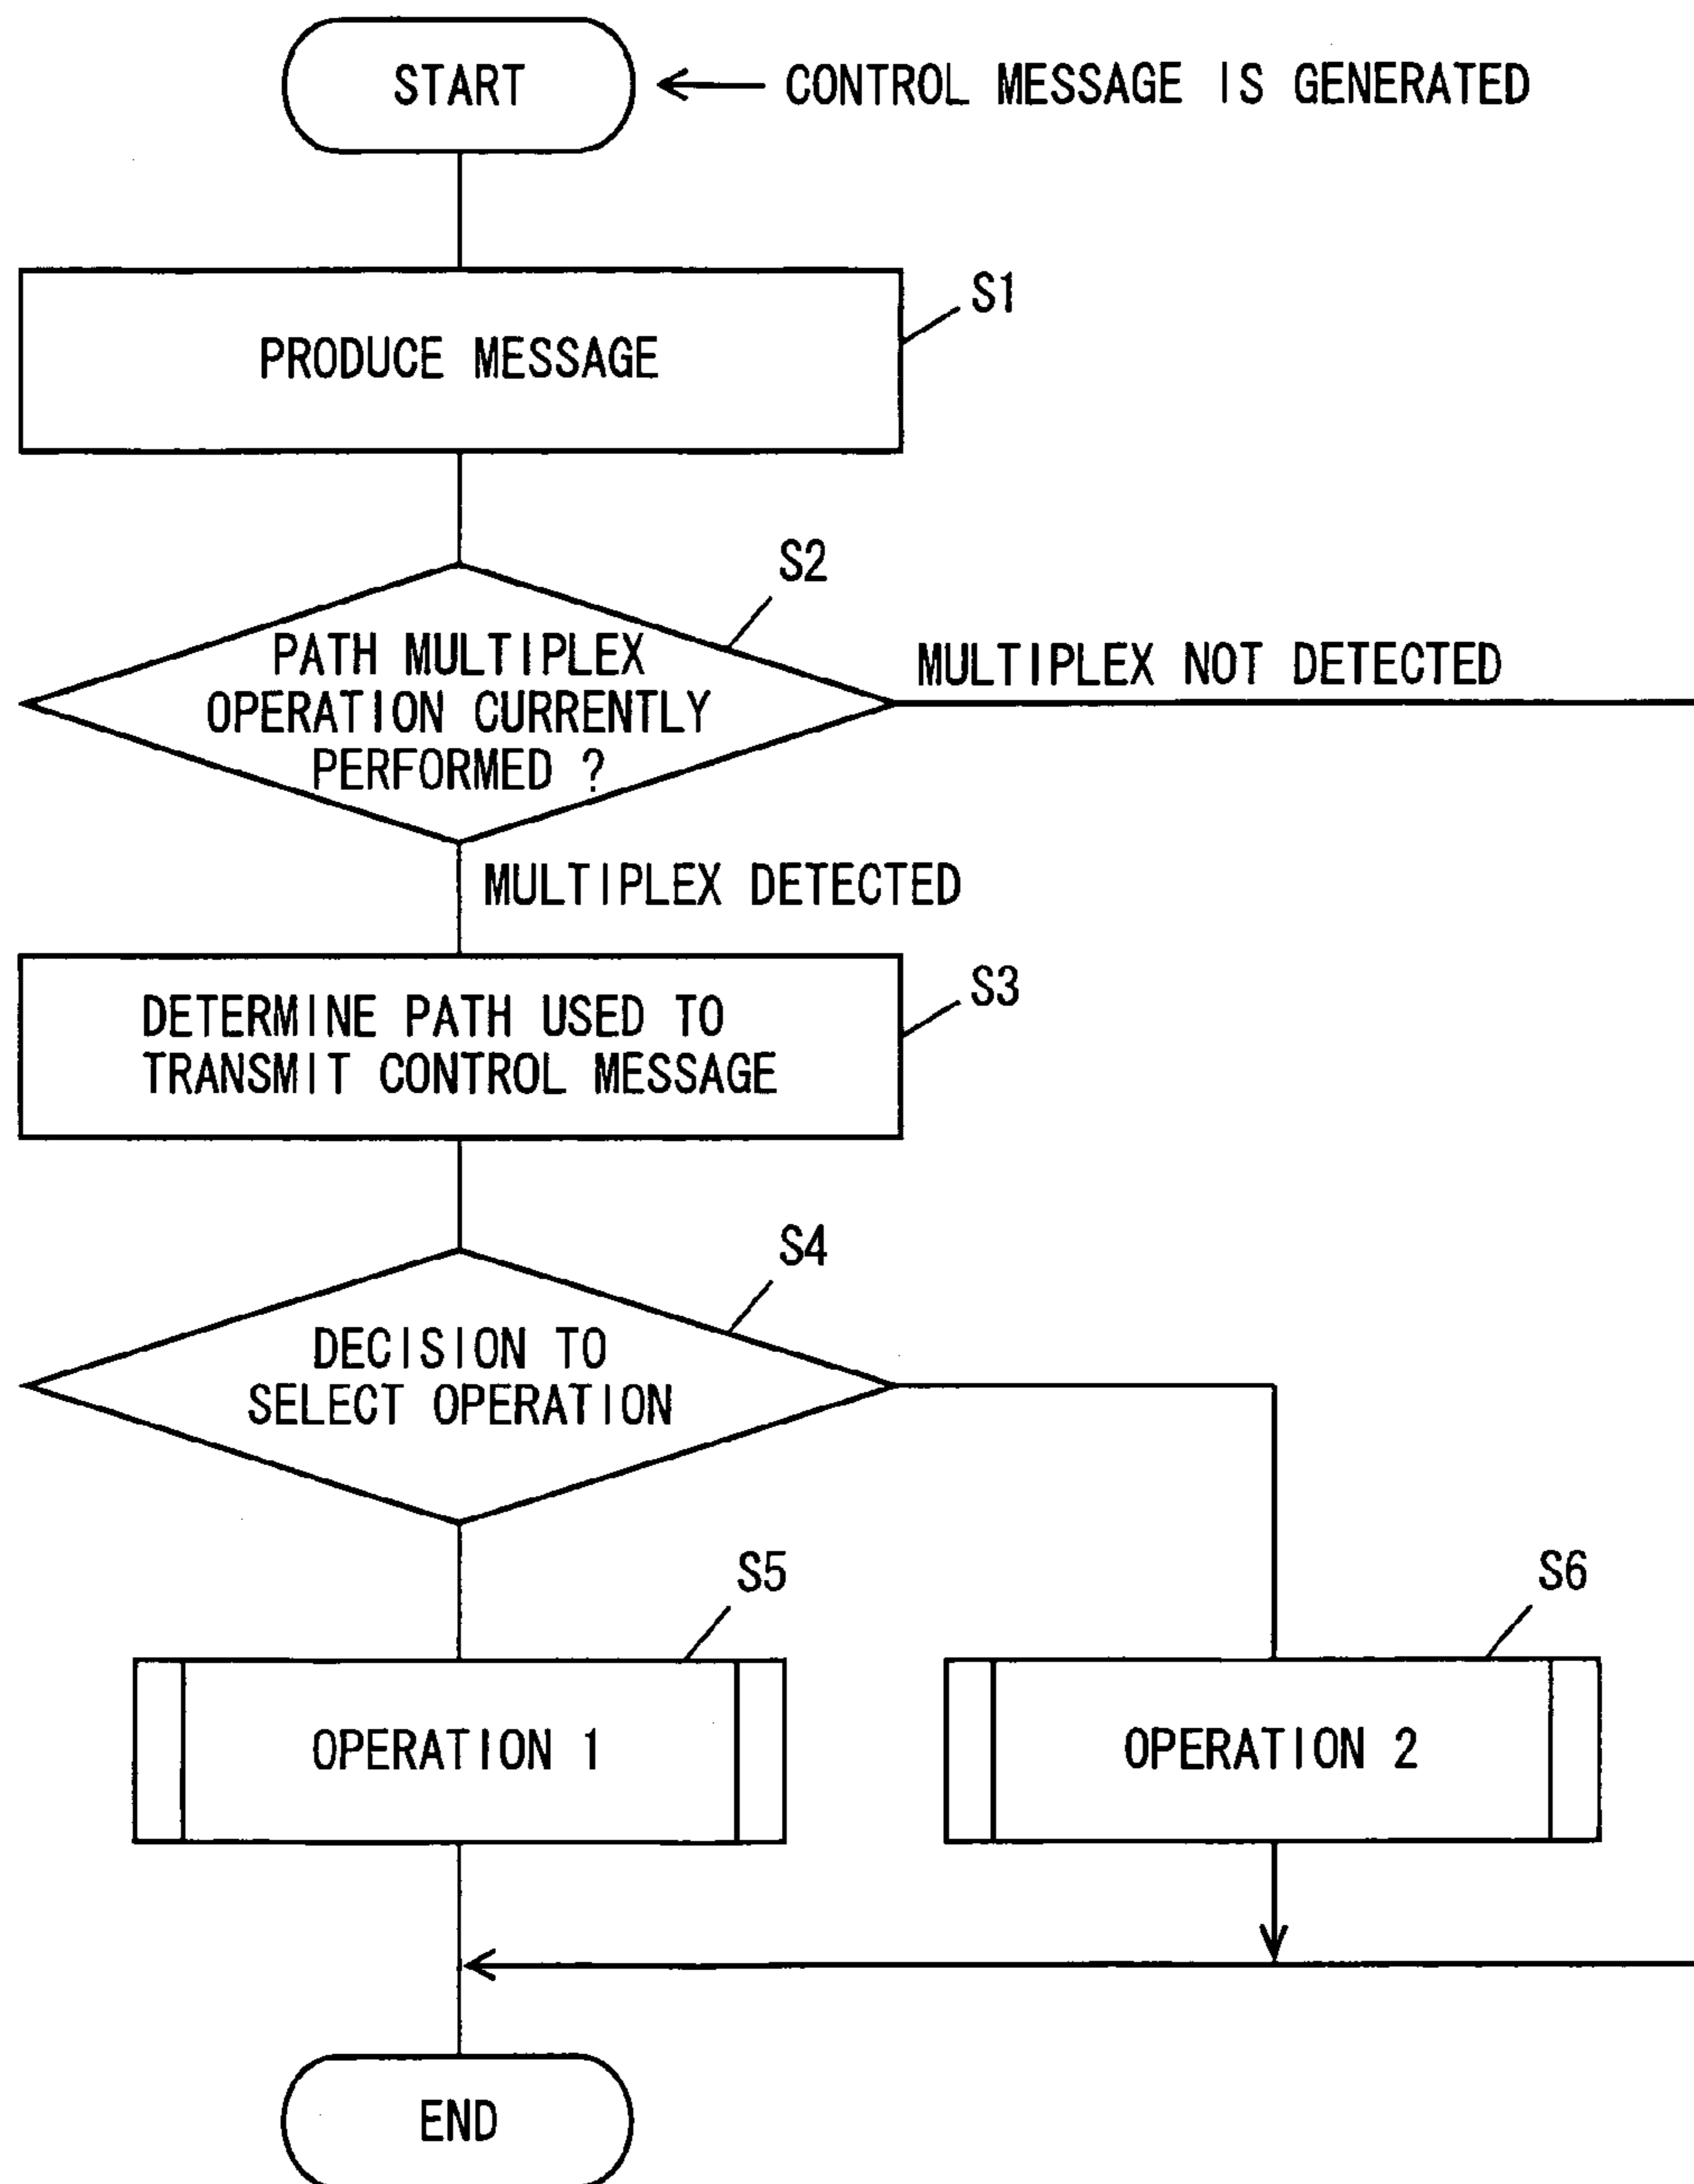 START
CONTROL MESSAGE IS GENERATED
PRODUCE MESSAGE
S1
S2
PATH MULTIPLEX
OPERATION CURRENTLY
PERFORMED ?
MULTIPLEX NOT DETECTED
MULTIPLEX DETECTED
S3
DETERMINE PATH USED TO
TRANSMIT CONTROL MESSAGE
S4
DECISION TO
SELECT OPERATION
S5
S6
OPERATION 1
OPERATION 2
END